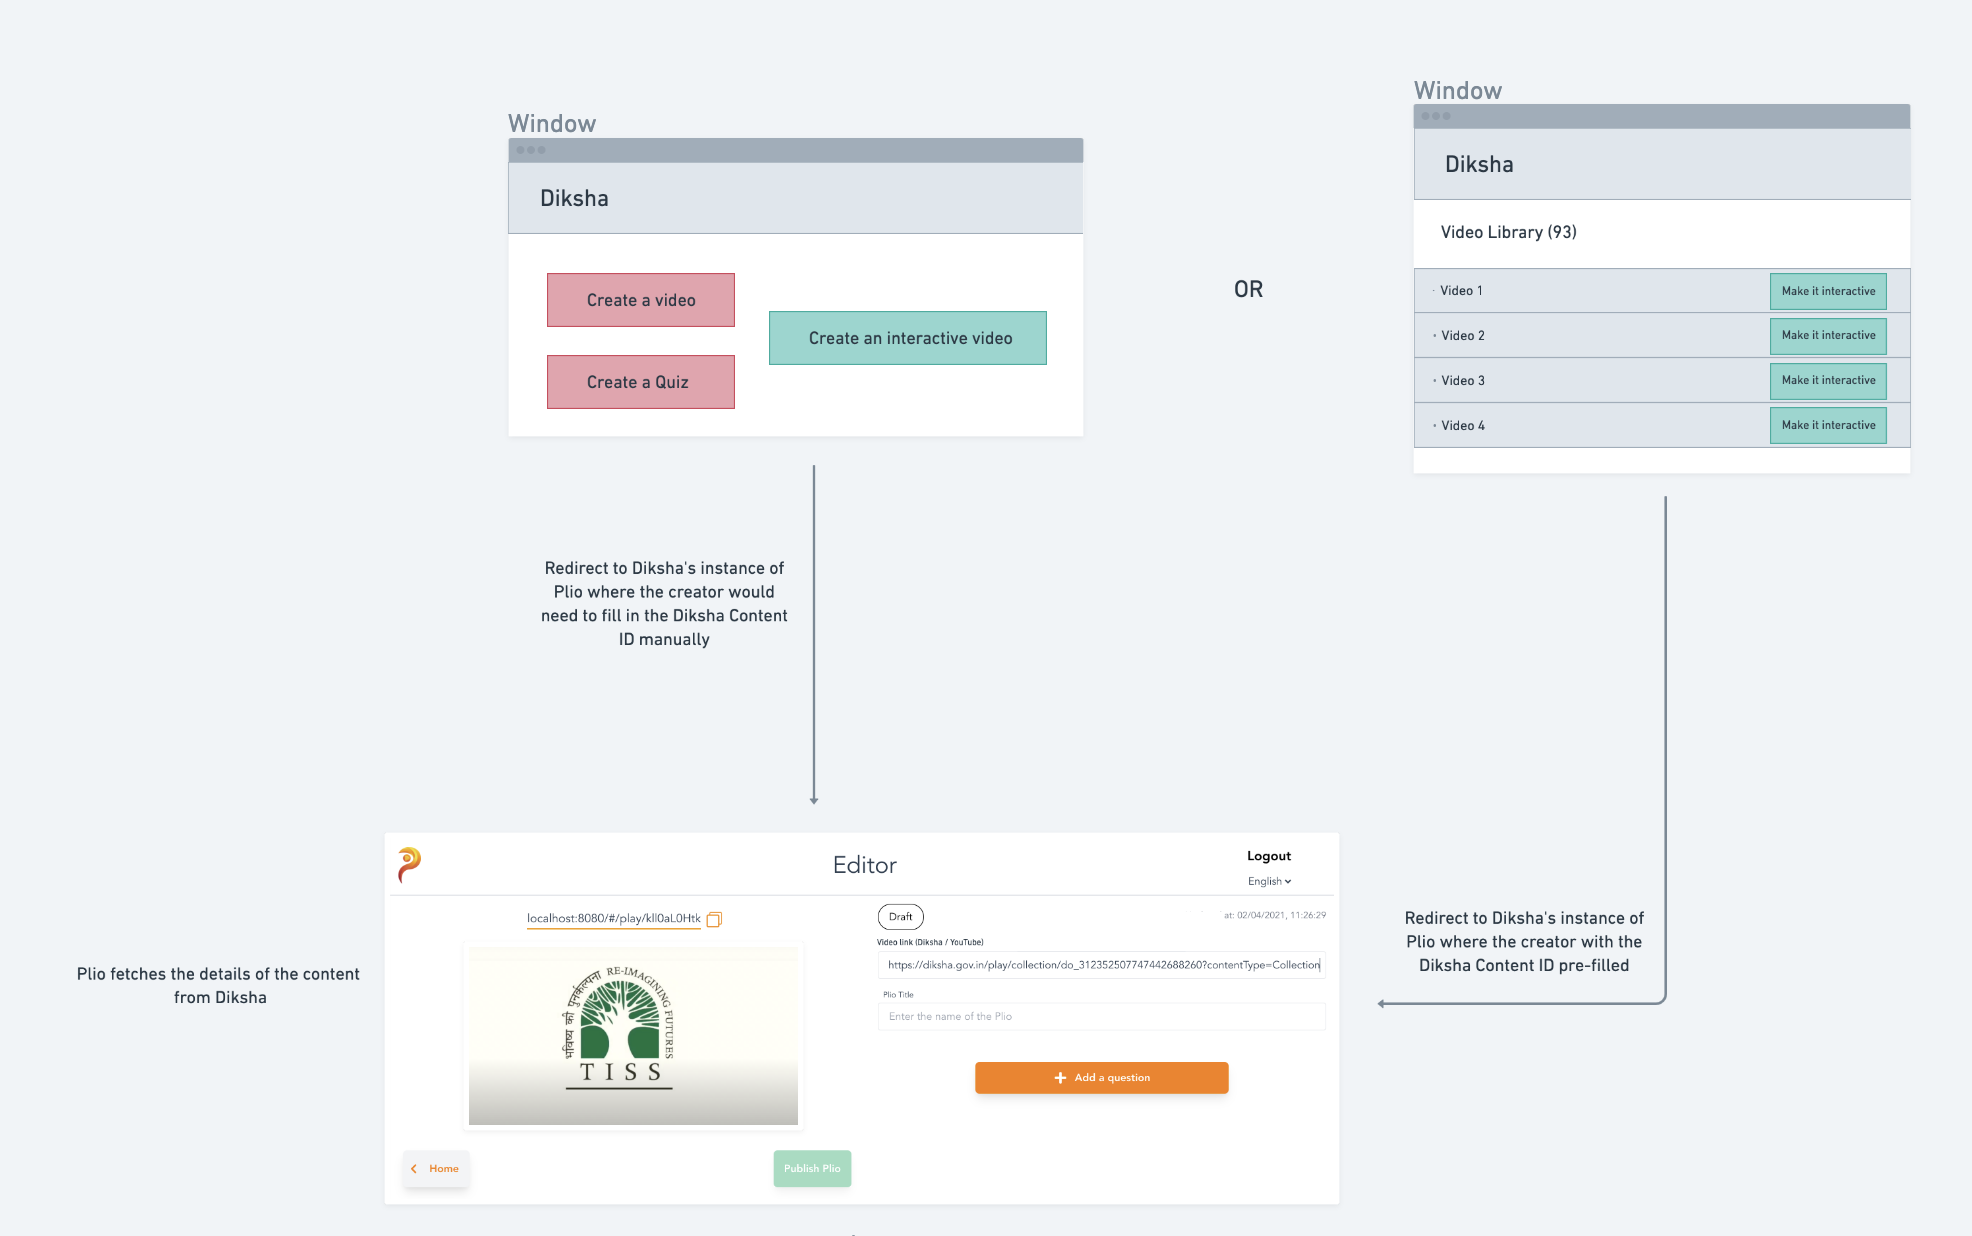 Window
Diksha
Create a video
Create an interactive video
Create a Quiz
OR
Window
Diksha
Video Library (93)
Video 1
Make it interactive
Video 2
Make it interactive
Video 3
Make it interactive
Video 4
Make it interactive
Redirect to Diksha's instance of
Plio where the creator would
need to fill in the Diksha Content
ID manually
Redirect to Diksha's instance of
Plio where the creator with the
Diksha Content ID pre-filled
Plio fetches the details of the content
from Diksha
Editor
Logout
English
localhost:8080/#/play/kll0aL0Htk
Draft
at: 02/04/2021, 11:26:29
Video link (Diksha / YouTube)
https://diksha.gov.in/play/collection/do_312352507747442688260?contentType=Collection
Plio Title
Enter the name of the Plio
Add a question
भविष्य की पुनर्कल्पना RE-IMAGINING FUTURES
TISS
Home
Publish Plio